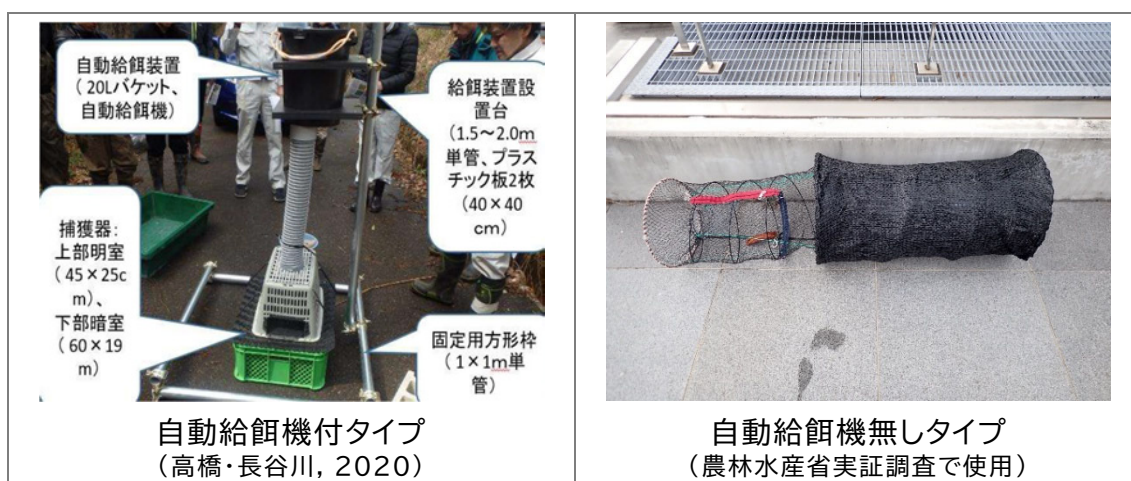 自動給餌装置
（20Lバケット、
自動給餌機）
給餌装置設
置台
（1.5～2.0m
単管、プラス
チック板2枚
（40×40
cm）
捕獲器：
上部明室
（45×25c
m）、
下部暗室
（60×19
m）
固定用方形枠
（1×1m単
管）
自動給餌機付タイプ
（高橋・長谷川, 2020）
自動給餌機無しタイプ
（農林水産省実証調査で使用）